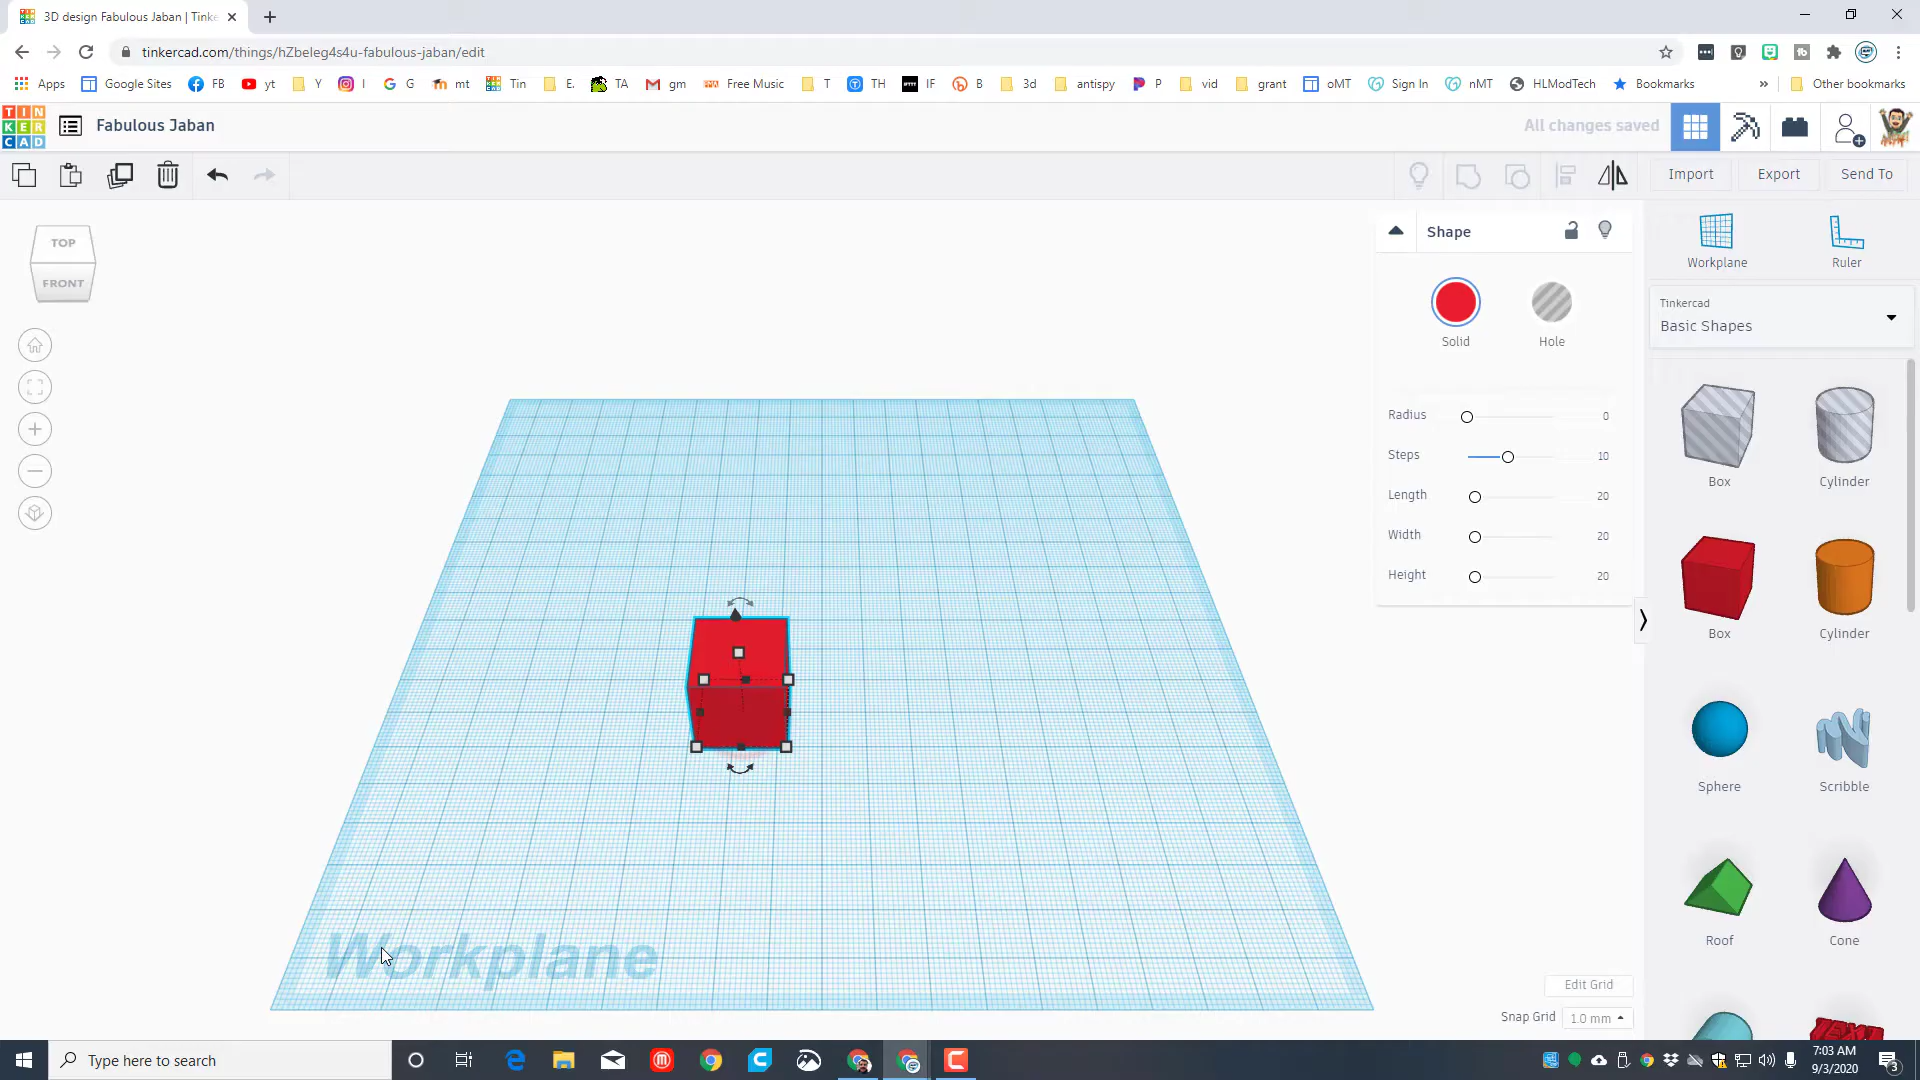 3D design Fabulous Jaban | Tinke
tinkercad.com/things/hZbeleg4s4u-fabulous-jaban/edit
Apps Google Sites FB yt Y I G mt Tin E. TA gm Free Music T TH IF B 3d antispy P vid grant oMT Sign In nMT HLModTech Bookmarks » Other bookmarks
TIN
KER
CAD
Fabulous Jaban
All changes saved
Import Export Send To
TOP
FRONT
Shape
Solid Hole
Radius 0
Steps 10
Length 20
Width 20
Height 20
Workplane Ruler
Tinkercad
Basic Shapes
Box Cylinder
Box Cylinder
Sphere Scribble
Roof Cone
TEXT
Workplane
Edit Grid
Snap Grid 1.0 mm
Type here to search
7:03 AM
9/3/2020
3